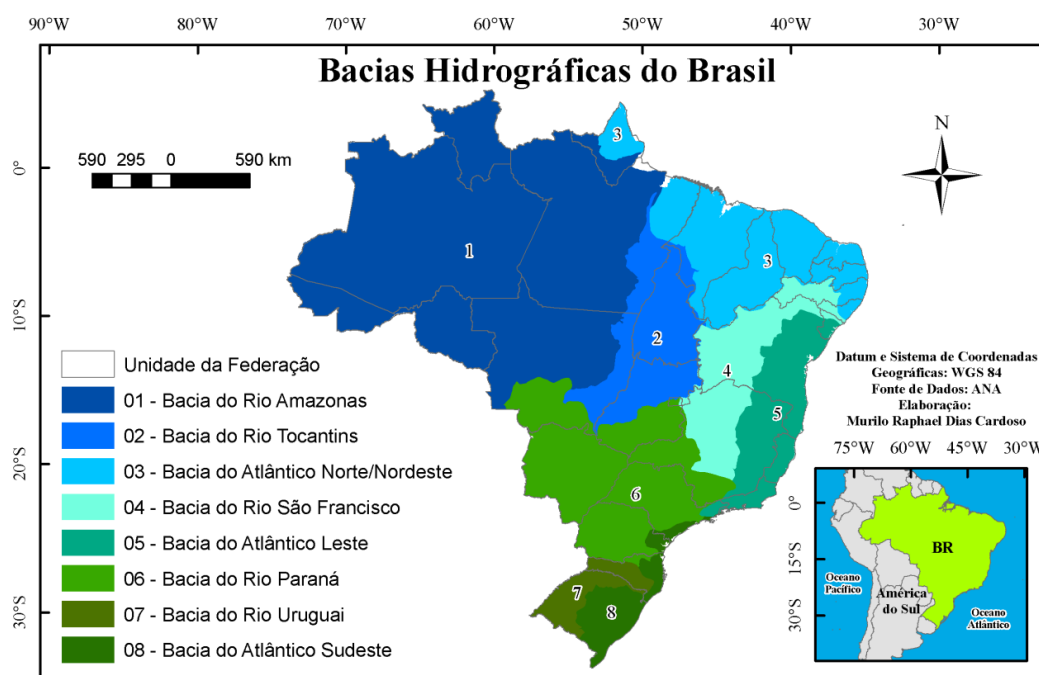 90°W 80°W 70°W 60°W 50°W 40°W 30°W
Bacias Hidrográficas do Brasil
590 295 0 590 km
N
0°
10°S
20°S
30°S
3
1
3
2
4
5
6
7
8
Unidade da Federação
01 - Bacia do Rio Amazonas
02 - Bacia do Rio Tocantins
03 - Bacia do Atlântico Norte/Nordeste
04 - Bacia do Rio São Francisco
05 - Bacia do Atlântico Leste
06 - Bacia do Rio Paraná
07 - Bacia do Rio Uruguai
08 - Bacia do Atlântico Sudeste
Datum e Sistema de Coordenadas
Geográficas: WGS 84
Fonte de Dados: ANA
Elaboração:
Murilo Raphael Dias Cardoso
75°W 60°W 45°W 30°W
0°
15°S
30°S
BR
Oceano
Pacífico
América
do Sul
Oceano
Atlântico